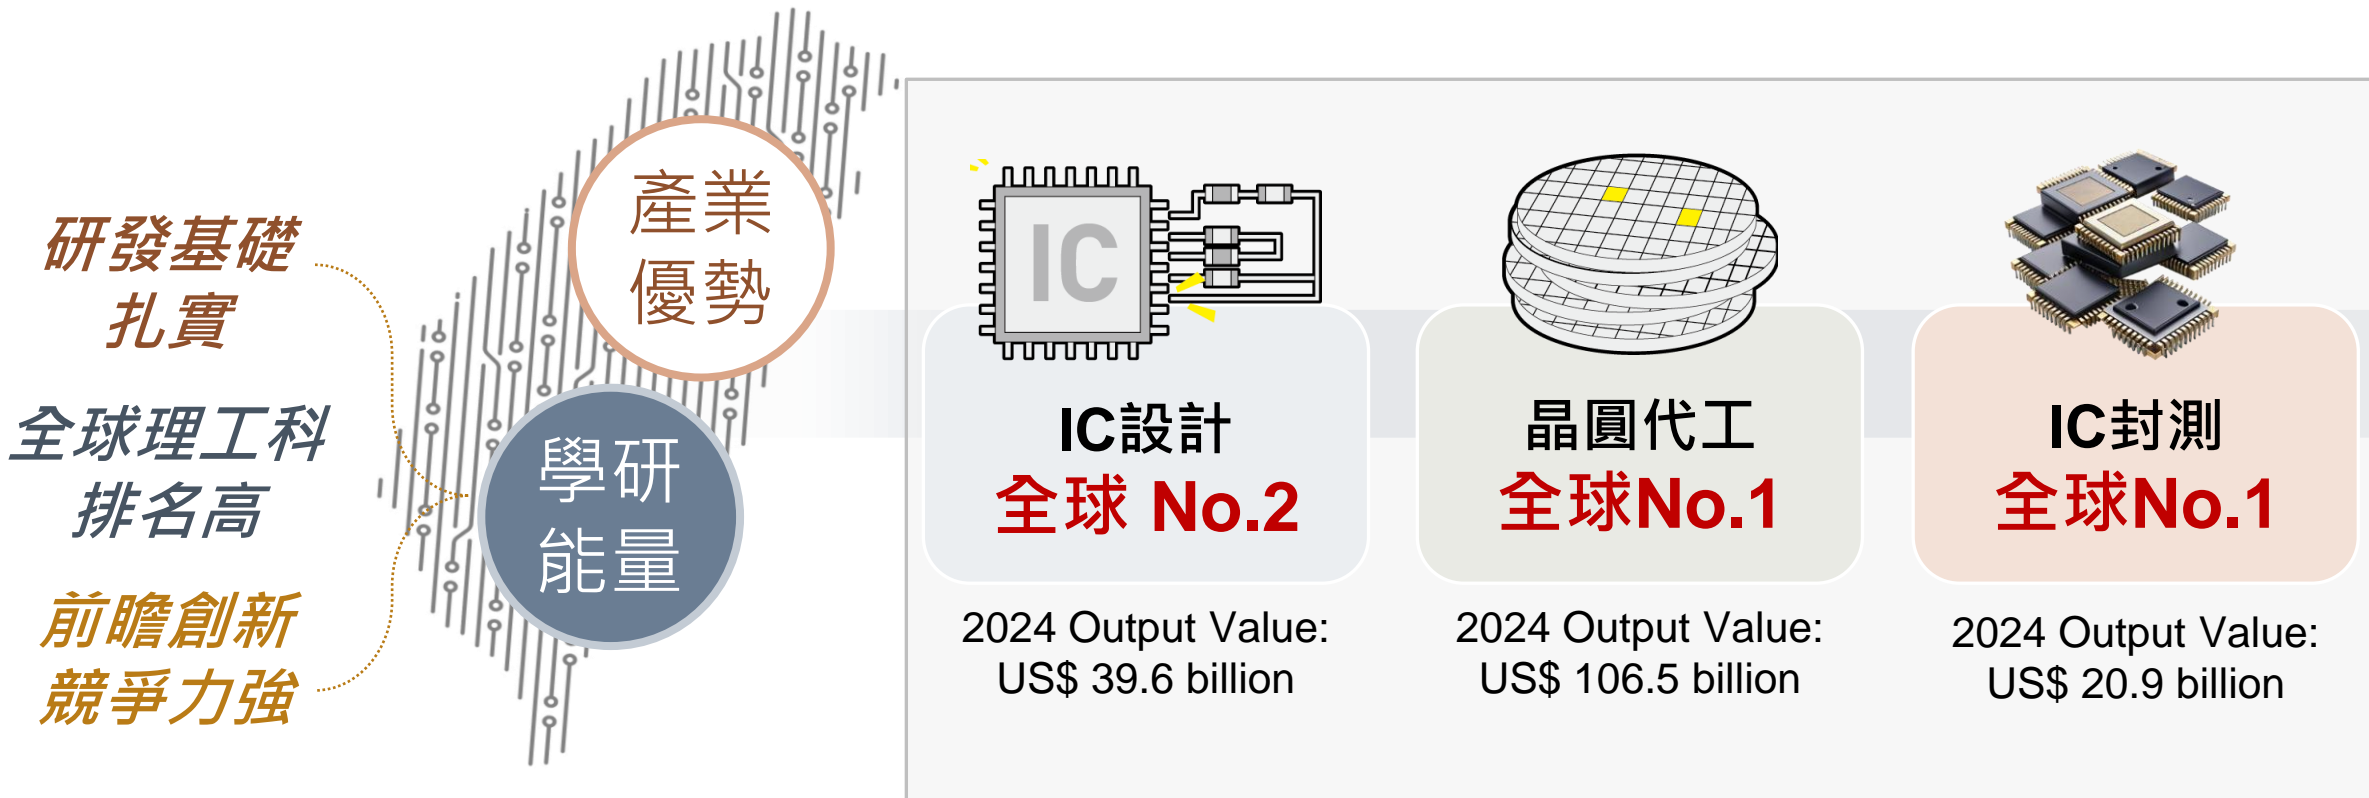 研發基礎
扎實
全球理工科
排名高
前瞻創新
競爭力強
產業
優勢
學研
能量
IC
IC設計
全球 No.2
2024 Output Value:
US$ 39.6 billion
晶圓代工
全球No.1
2024 Output Value:
US$ 106.5 billion
IC封測
全球No.1
2024 Output Value:
US$ 20.9 billion